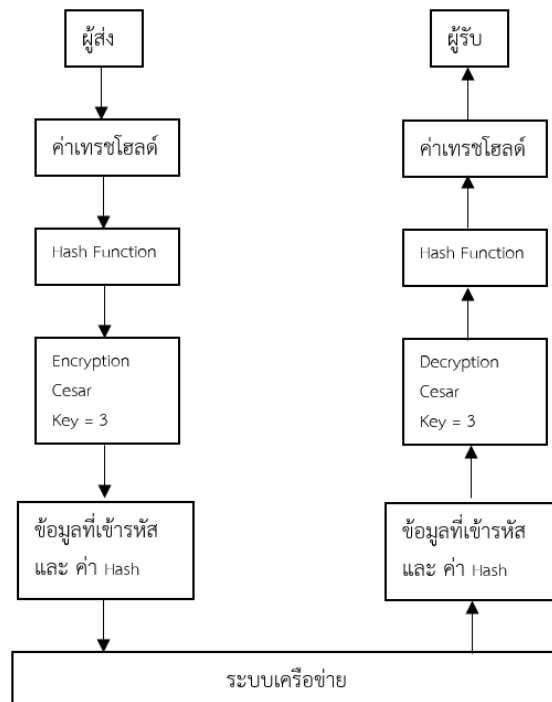 ผู้ส่ง
ค่าเทรชโฮลด์
Hash Function
Encryption
Cesar
Key = 3
ข้อมูลที่เข้ารหัส
และ ค่า Hash
ผู้รับ
ค่าเทรชโฮลด์
Hash Function
Decryption
Cesar
Key = 3
ข้อมูลที่เข้ารหัส
และ ค่า Hash
ระบบเครือข่าย